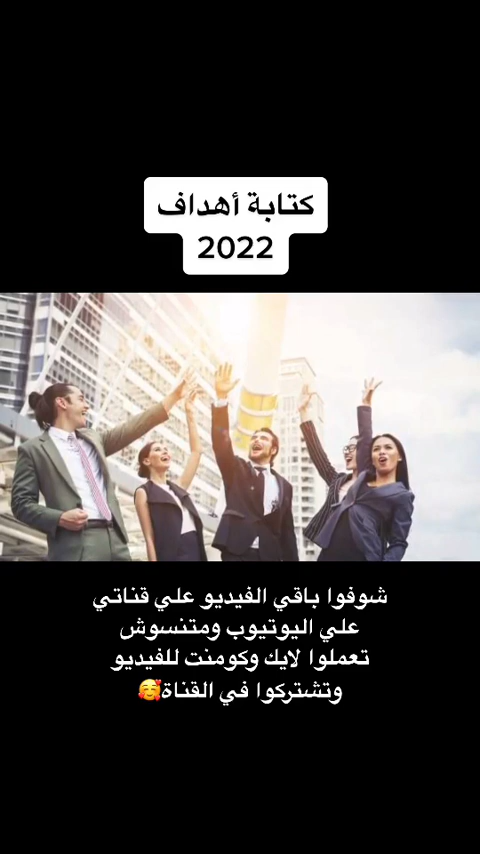 كتابة أهداف
2022
شوفوا باقي الفيديو علي قناتي
علي اليوتيوب ومتنسوش
تعملوا لايك وكومنت للفيديو
وتشتركوا في القناة🥰